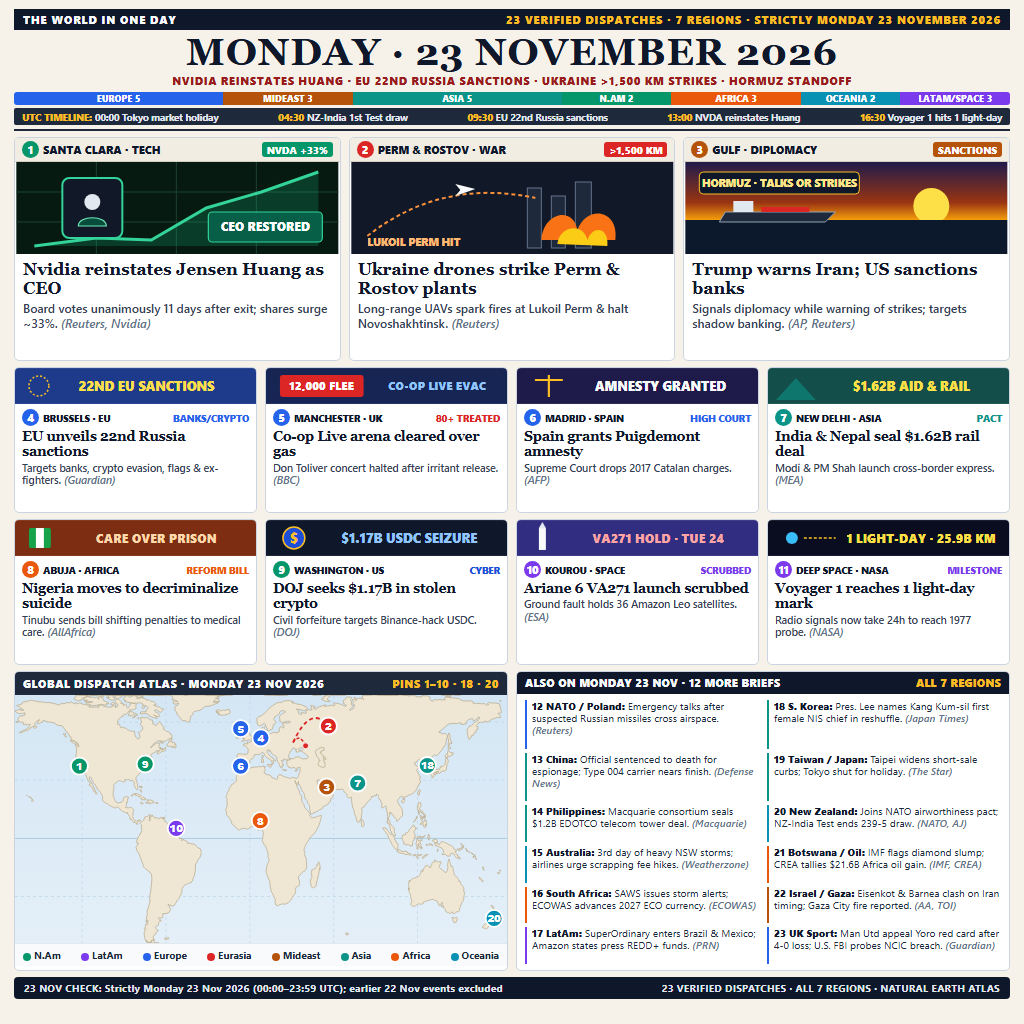 THE WORLD IN ONE DAY
23 VERIFIED DISPATCHES · 7 REGIONS · STRICTLY MONDAY 23 NOVEMBER 2026
MONDAY · 23 NOVEMBER 2026
NVIDIA REINSTATES HUANG · EU 22ND RUSSIA SANCTIONS · UKRAINE >1,500 KM STRIKES · HORMUZ STANDOFF
EUROPE 5
MIDEAST 3
ASIA 5
N.AM 2
AFRICA 3
OCEANIA 2
LATAM/SPACE 3
UTC TIMELINE: 00:00 Tokyo market holiday
04:30 NZ-India 1st Test draw
09:30 EU 22nd Russia sanctions
13:00 NVDA reinstates Huang
16:30 Voyager 1 hits 1 light-day
1 SANTA CLARA · TECH
NVDA +33%
CEO RESTORED
Nvidia reinstates Jensen Huang as
CEO
Board votes unanimously 11 days after exit; shares surge
~33%. (Reuters, Nvidia)
2 PERM & ROSTOV · WAR
>1,500 KM
LUKOIL PERM HIT
Ukraine drones strike Perm &
Rostov plants
Long-range UAVs spark fires at Lukoil Perm & halt
Novoshakhtinsk. (Reuters)
3 GULF · DIPLOMACY
SANCTIONS
HORMUZ · TALKS OR STRIKES
Trump warns Iran; US sanctions
banks
Signals diplomacy while warning of strikes; targets
shadow banking. (AP, Reuters)
22ND EU SANCTIONS
4 BRUSSELS · EU
BANKS/CRYPTO
EU unveils 22nd Russia
sanctions
Targets banks, crypto evasion, flags & ex-
fighters. (Guardian)
12,000 FLEE
CO-OP LIVE EVAC
5 MANCHESTER · UK
80+ TREATED
Co-op Live arena cleared over
gas
Don Toliver concert halted after irritant release.
(BBC)
AMNESTY GRANTED
6 MADRID · SPAIN
HIGH COURT
Spain grants Puigdemont
amnesty
Supreme Court drops 2017 Catalan charges.
(AFP)
$1.62B AID & RAIL
7 NEW DELHI · ASIA
PACT
India & Nepal seal $1.62B rail
deal
Modi & PM Shah launch cross-border express.
(MEA)
CARE OVER PRISON
8 ABUJA · AFRICA
REFORM BILL
Nigeria moves to decriminalize
suicide
Tinubu sends bill shifting penalties to medical
care. (AllAfrica)
$
$1.17B USDC SEIZURE
9 WASHINGTON · US
CYBER
DOJ seeks $1.17B in stolen
crypto
Civil forfeiture targets Binance-hack USDC.
(DOJ)
VA271 HOLD · TUE 24
10 KOUROU · SPACE
SCRUBBED
Ariane 6 VA271 launch scrubbed
Ground fault holds 36 Amazon Leo satellites.
(ESA)
1 LIGHT-DAY · 25.9B KM
11 DEEP SPACE · NASA
MILESTONE
Voyager 1 reaches 1 light-day
mark
Radio signals now take 24h to reach 1977
probe. (NASA)
GLOBAL DISPATCH ATLAS · MONDAY 23 NOV 2026
PINS 1–10 · 18 · 20
1
9
5
4
6
2
3
7
18
10
8
20
N.Am
LatAm
Europe
Eurasia
Mideast
Asia
Africa
Oceania
ALSO ON MONDAY 23 NOV · 12 MORE BRIEFS
ALL 7 REGIONS
12 NATO / Poland: Emergency talks after
suspected Russian missiles cross airspace.
(Reuters)
13 China: Official sentenced to death for
espionage; Type 004 carrier nears finish. (Defense
News)
14 Philippines: Macquarie consortium seals
$1.2B EDOTCO telecom tower deal. (Macquarie)
15 Australia: 3rd day of heavy NSW storms;
airlines urge scrapping fee hikes. (Weatherzone)
16 South Africa: SAWS issues storm alerts;
ECOWAS advances 2027 ECO currency. (ECOWAS)
17 LatAm: SuperOrdinary enters Brazil & Mexico;
Amazon states press REDD+ funds. (PRN)
18 S. Korea: Pres. Lee names Kang Kum-sil first
female NIS chief in reshuffle. (Japan Times)
19 Taiwan / Japan: Taipei widens short-sale
curbs; Tokyo shut for holiday. (The Star)
20 New Zealand: Joins NATO airworthiness pact;
NZ-India Test ends 239-5 draw. (NATO, AJ)
21 Botswana / Oil: IMF flags diamond slump;
CREA tallies $21.6B Africa oil gain. (IMF, CREA)
22 Israel / Gaza: Eisenkot & Barnea clash on Iran
timing; Gaza City fire reported. (AA, TOI)
23 UK Sport: Man Utd appeal Yoro red card after
4-0 loss; U.S. FBI probes NCIC breach. (Guardian)
23 NOV CHECK: Strictly Monday 23 Nov 2026 (00:00–23:59 UTC); earlier 22 Nov events excluded
23 VERIFIED DISPATCHES · ALL 7 REGIONS · NATURAL EARTH ATLAS